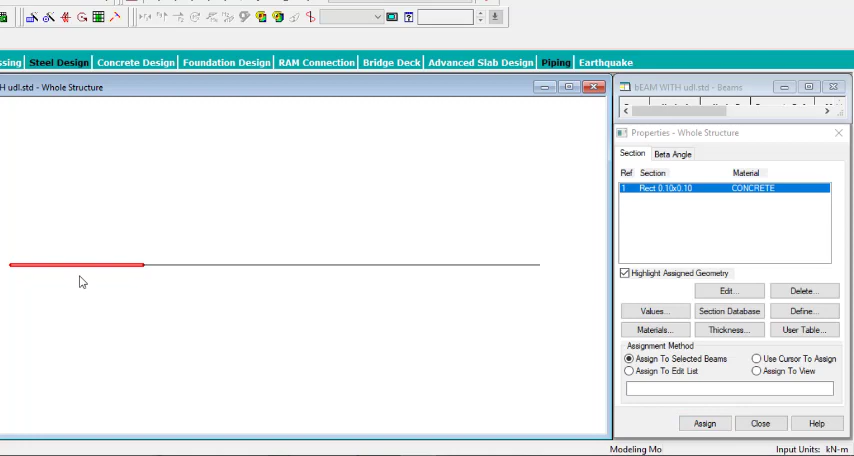 ssing Steel Design Concrete Design Foundation Design RAM Connection Bridge Deck Advanced Slab Design Piping Earthquake
H udl.std - Whole Structure
bEAM WITH udl.std - Beams
Properties - Whole Structure
Section Beta Angle
Ref Section Material
1 Rect 0.10x0.10 CONCRETE
Highlight Assigned Geometry
Edit... Delete...
Values... Section Database Define...
Materials... Thickness... User Table...
Assignment Method
Assign To Selected Beams Use Cursor To Assign
Assign To Edit List Assign To View
Assign Close Help
Modeling Mo Input Units: kN-m